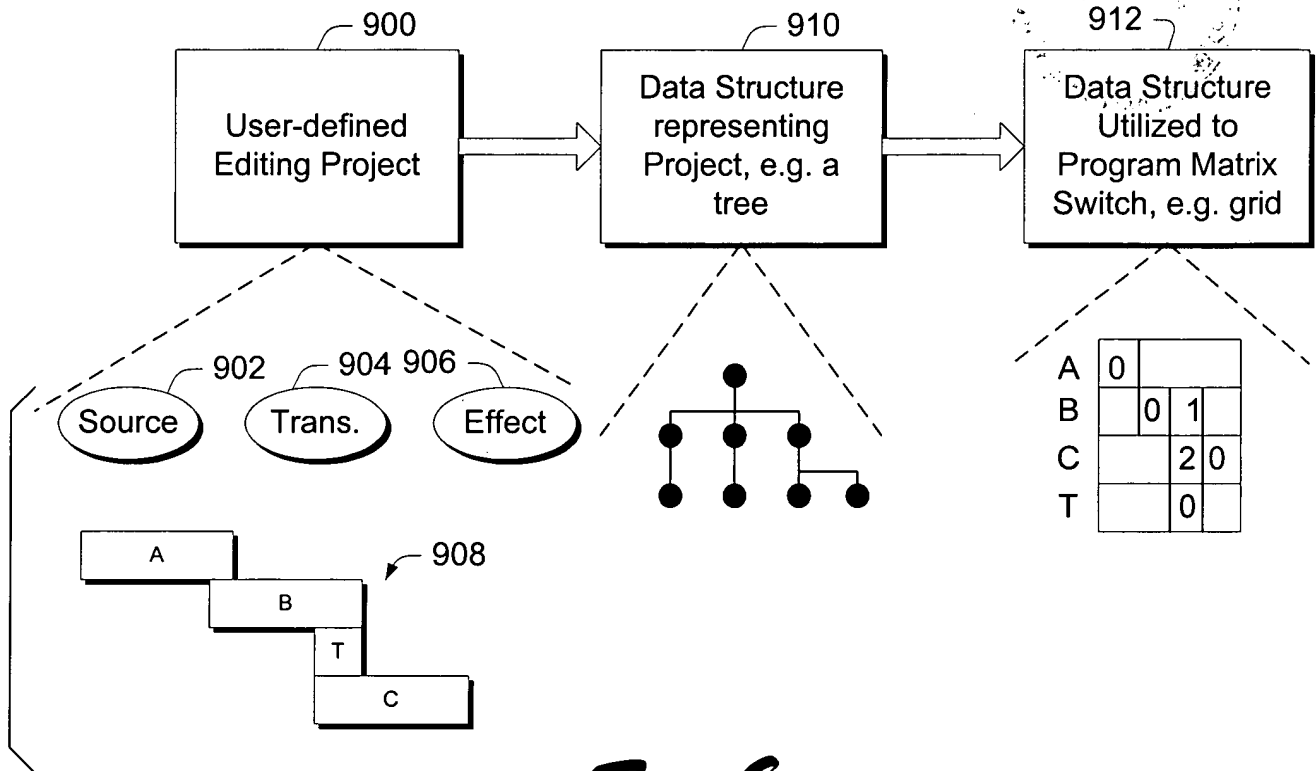 900
910
912
User-defined
Editing Project
Data Structure
representing
Project, e.g. a
tree
Data Structure
Utilized to
Program Matrix
Switch, e.g. grid
902
904
906
Source
Trans.
Effect
A 0
B 0 1
C 2 0
T 0
A
908
B
T
C